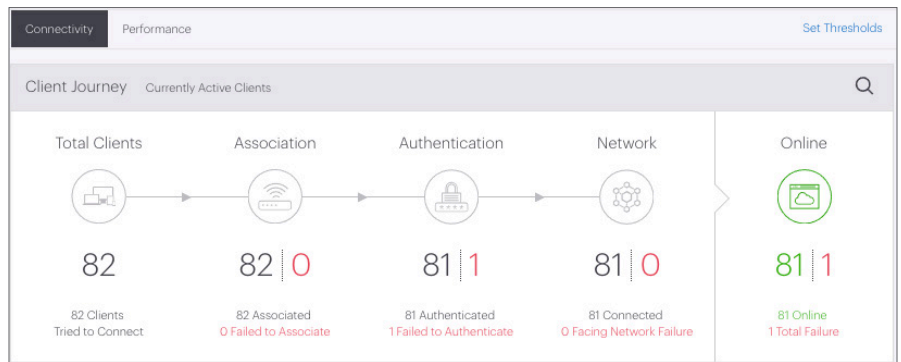 Connectivity Performance Set Thresholds
Client Journey Currently Active Clients
Total Clients Association Authentication Network Online
82 82 0 81 1 81 0 81 1
82 Clients 82 Associated 81 Authenticated 81 Connected 81 Online
Tried to Connect 0 Failed to Associate 1 Failed to Authenticate 0 Facing Network Failure 1 Total Failure